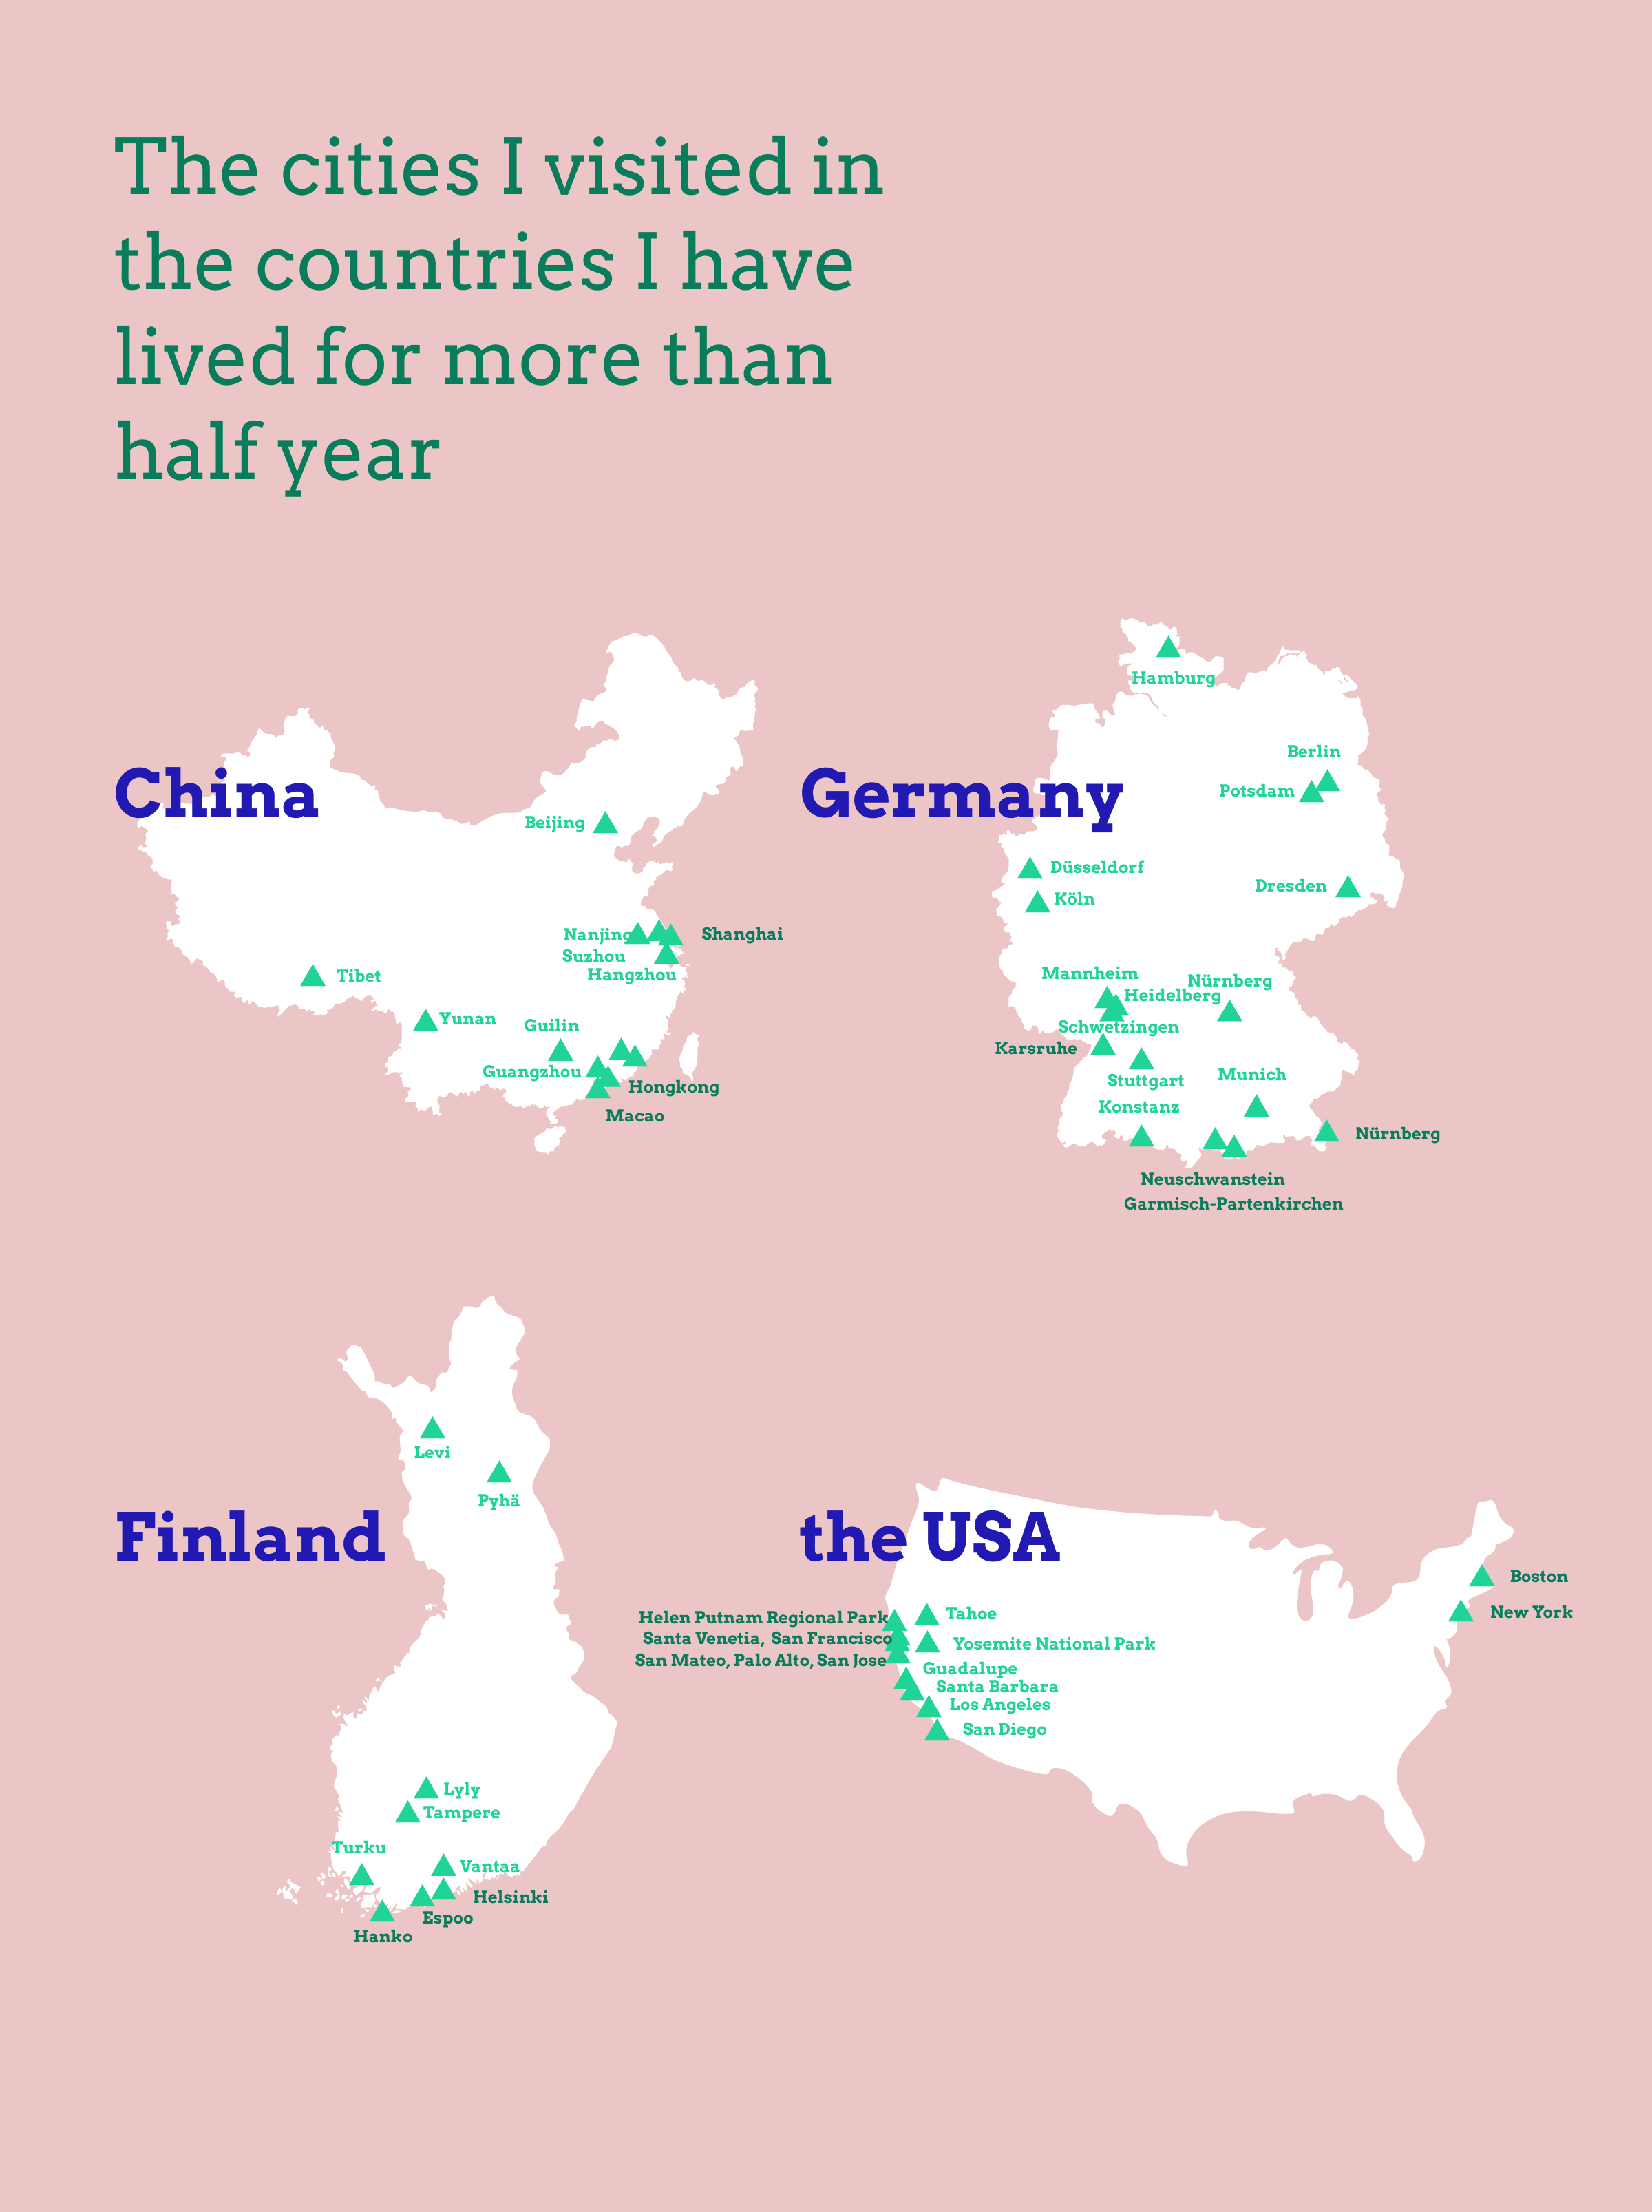 The cities I visited in
the countries I have
lived for more than
half year
China
Beijing
Nanjing
Shanghai
Suzhou
Hangzhou
Tibet
Yunan
Guilin
Guangzhou
Hongkong
Macao
Germany
Hamburg
Berlin
Potsdam
Düsseldorf
Dresden
Köln
Mannheim
Nürnberg
Heidelberg
Schwetzingen
Karsruhe
Stuttgart
Munich
Konstanz
Nürnberg
Neuschwanstein
Garmisch-Partenkirchen
Finland
Levi
Pyhä
Lyly
Tampere
Turku
Vantaa
Helsinki
Espoo
Hanko
the USA
Boston
New York
Helen Putnam Regional Park
Tahoe
Santa Venetia, San Francisco
Yosemite National Park
San Mateo, Palo Alto, San Jose
Guadalupe
Santa Barbara
Los Angeles
San Diego